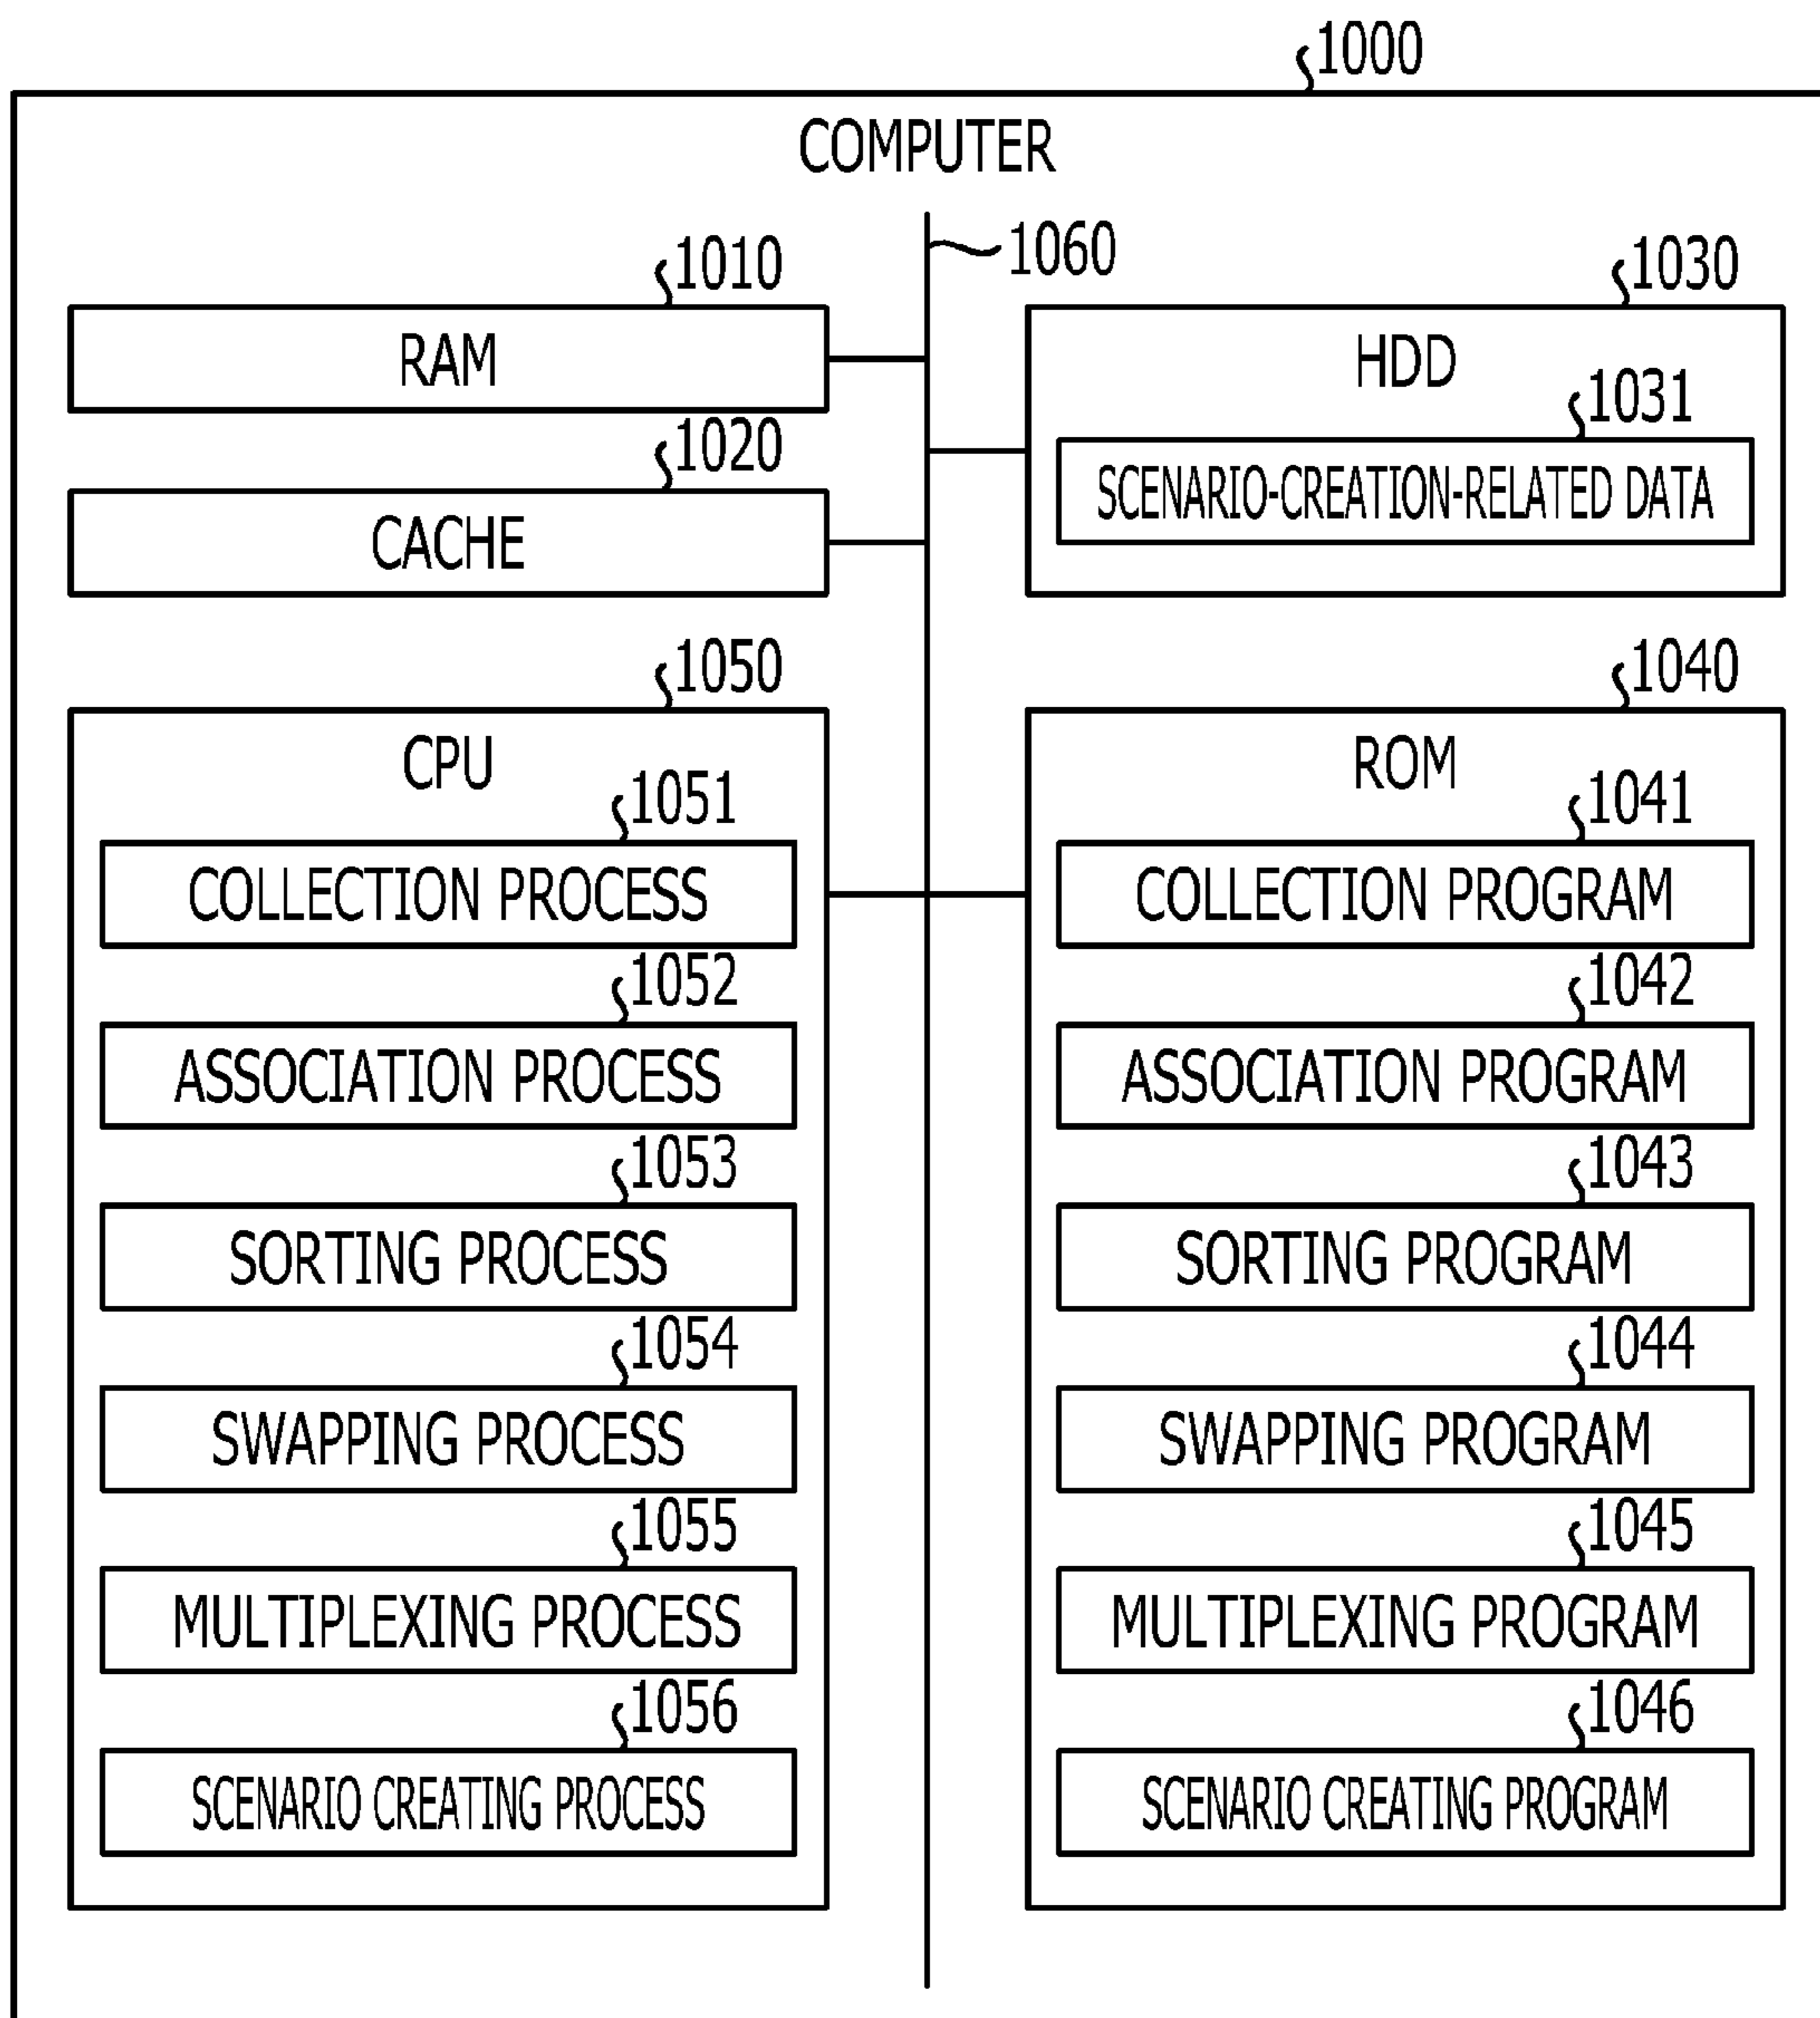 1000
COMPUTER
1060
1010
RAM
1020
CACHE
1030
HDD
1031
SCENARIO-CREATION-RELATED DATA
1050
CPU
1051
COLLECTION PROCESS
1052
ASSOCIATION PROCESS
1053
SORTING PROCESS
1054
SWAPPING PROCESS
1055
MULTIPLEXING PROCESS
1056
SCENARIO CREATING PROCESS
1040
ROM
1041
COLLECTION PROGRAM
1042
ASSOCIATION PROGRAM
1043
SORTING PROGRAM
1044
SWAPPING PROGRAM
1045
MULTIPLEXING PROGRAM
1046
SCENARIO CREATING PROGRAM